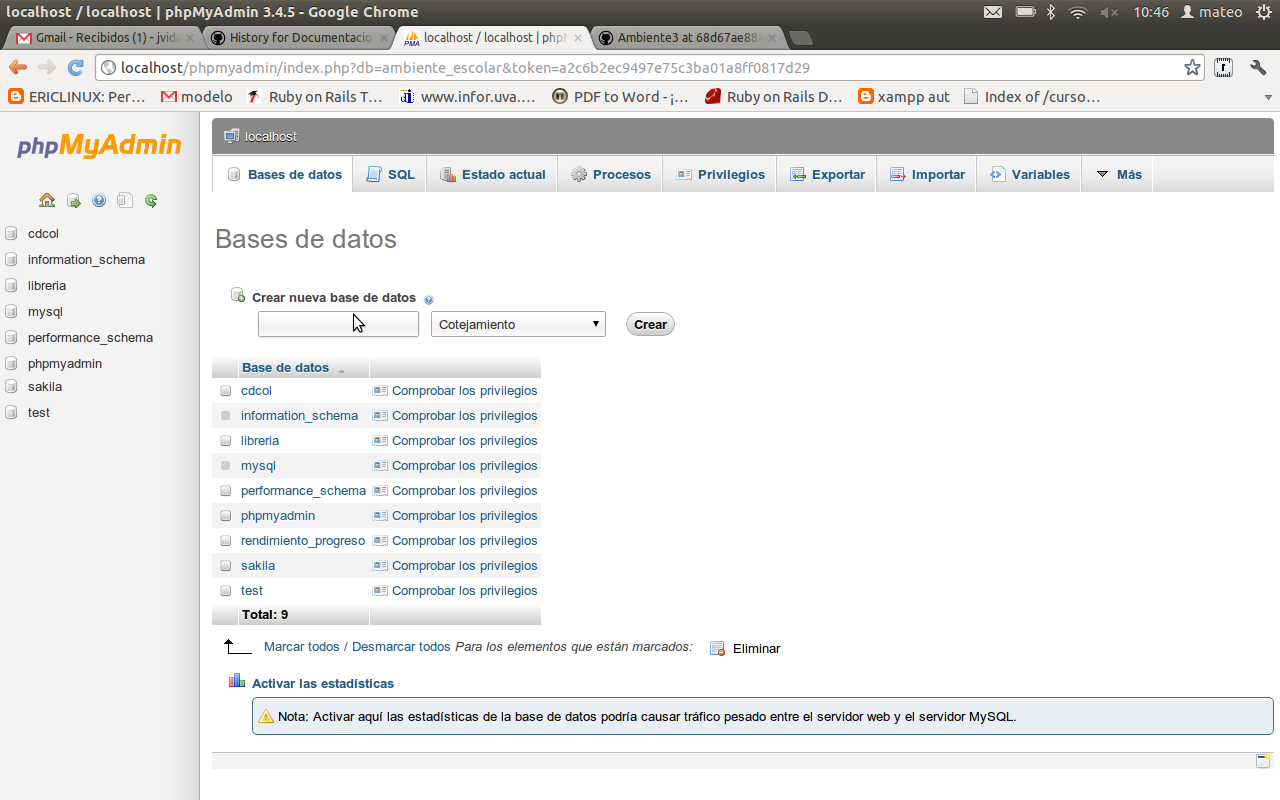 localhost / localhost | phpMyAdmin 3.4.5 - Google Chrome
10:46 mateo
Gmail - Recibidos (1) - jvid
History for Documentacio
localhost / localhost | phpM
Ambiente3 at 68d67ae88
localhost/phpmyadmin/index.php?db=ambiente_escolar&token=a2c6b2ec9497e75c3ba01a8ff0817d29
ERICLINUX: Per… modelo Ruby on Rails T… www.infor.uva.… PDF to Word - ¡… Ruby on Rails D… xampp aut Index of /curso…
phpMyAdmin
cdcol
information_schema
libreria
mysql
performance_schema
phpmyadmin
sakila
test
localhost
Bases de datos SQL Estado actual Procesos Privilegios Exportar Importar Variables Más
Bases de datos
Crear nueva base de datos
Cotejamiento Crear
Base de datos
cdcol Comprobar los privilegios
information_schema Comprobar los privilegios
libreria Comprobar los privilegios
mysql Comprobar los privilegios
performance_schema Comprobar los privilegios
phpmyadmin Comprobar los privilegios
rendimiento_progreso Comprobar los privilegios
sakila Comprobar los privilegios
test Comprobar los privilegios
Total: 9
Marcar todos / Desmarcar todos Para los elementos que están marcados: Eliminar
Activar las estadísticas
Nota: Activar aquí las estadísticas de la base de datos podría causar tráfico pesado entre el servidor web y el servidor MySQL.